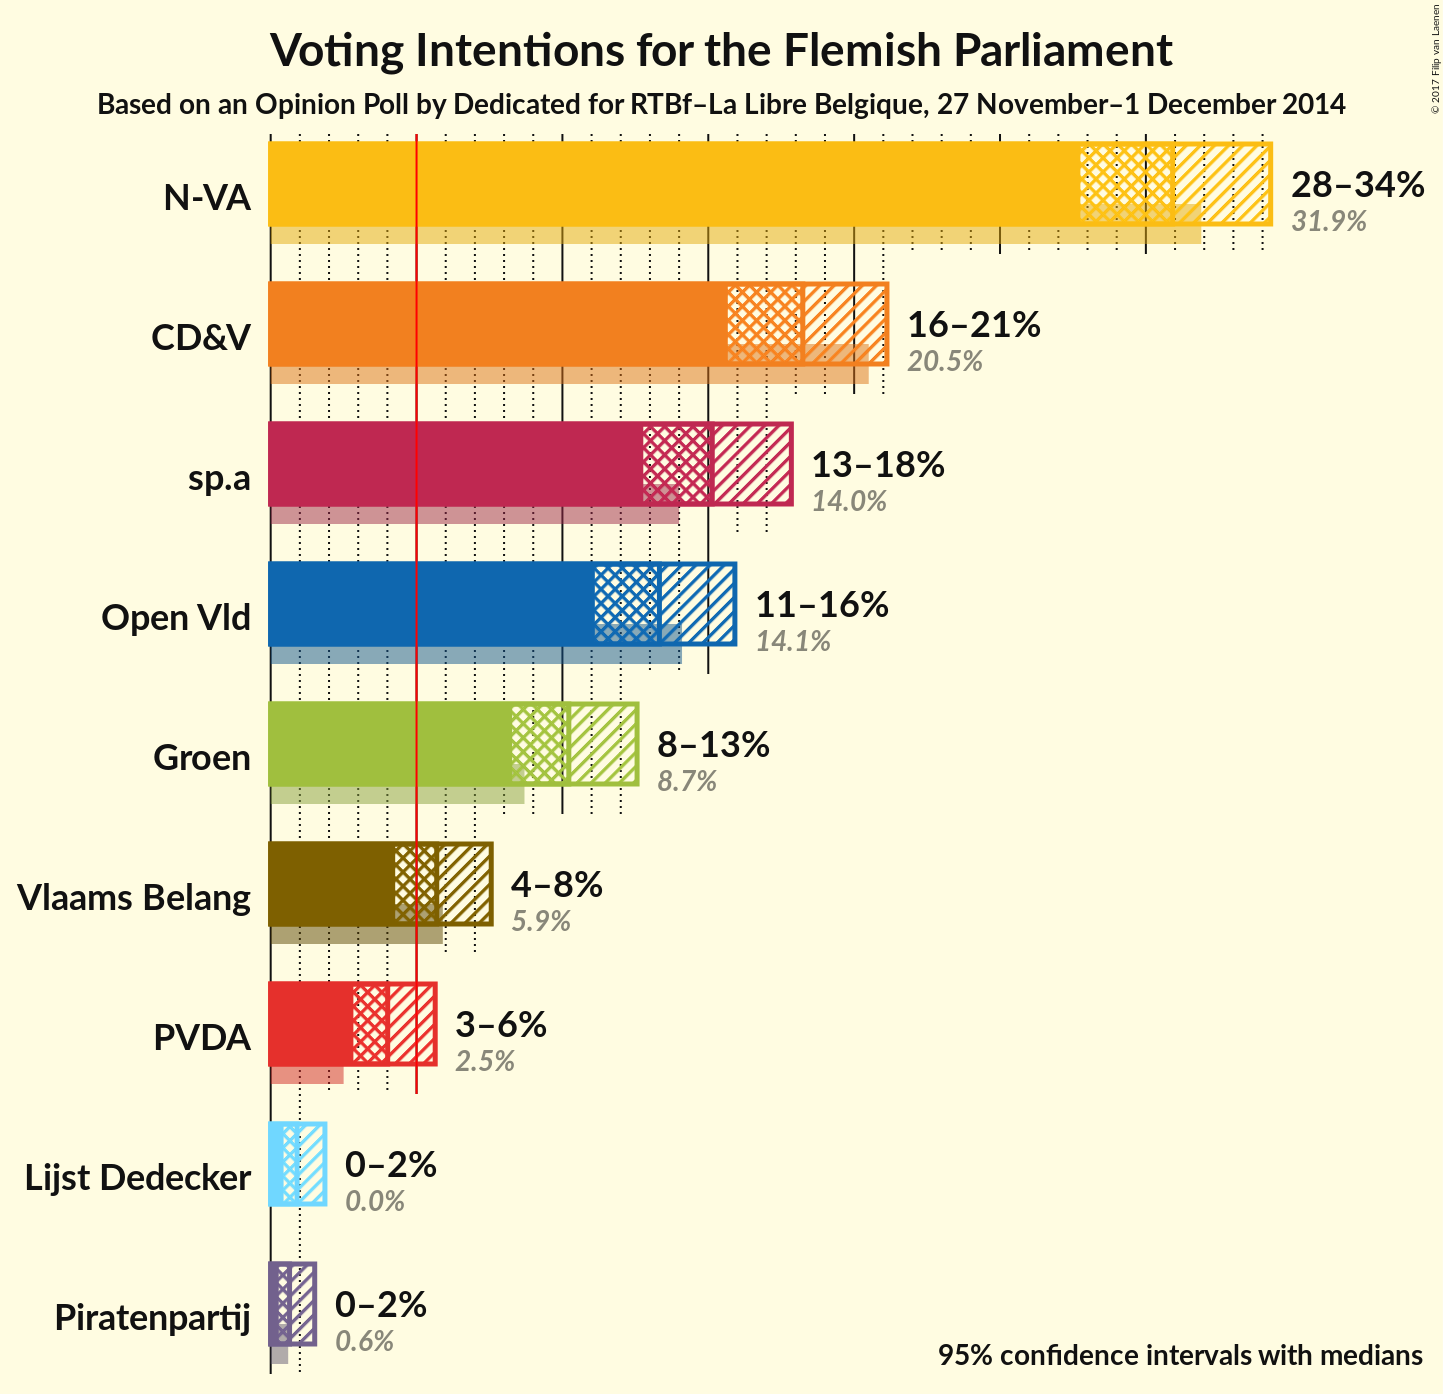 Voting Intentions for the Flemish Parliament
Based on an Opinion Poll by Dedicated for RTBf–La Libre Belgique, 27 November–1 December 2014
© 2017 Filip van Laenen
N-VA
28–34%
31.9%
CD&V
16–21%
20.5%
sp.a
13–18%
14.0%
Open Vld
11–16%
14.1%
Groen
8–13%
8.7%
Vlaams Belang
4–8%
5.9%
PVDA
3–6%
2.5%
Lijst Dedecker
0–2%
0.0%
Piratenpartij
0–2%
0.6%
95% confidence intervals with medians